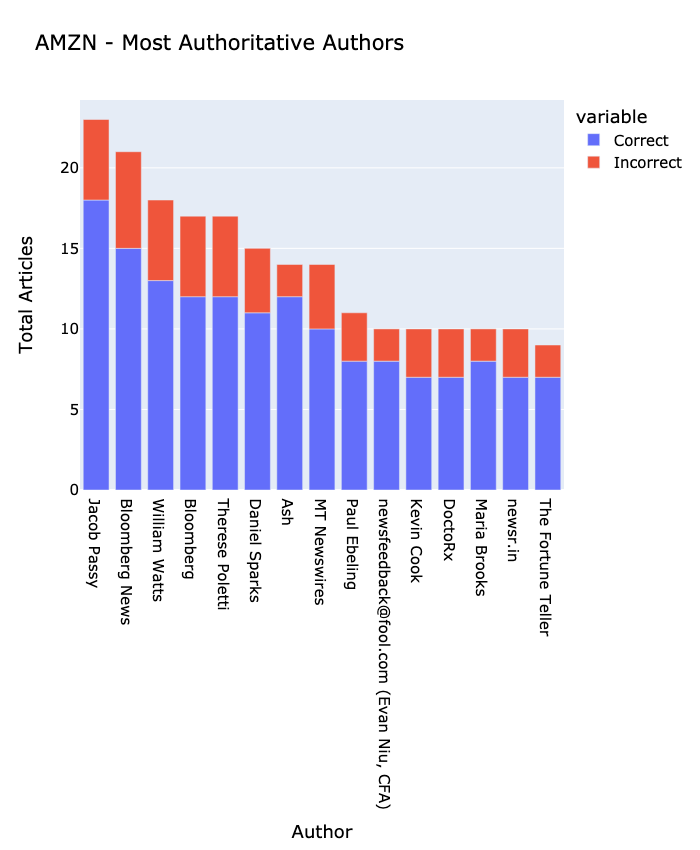 AMZN - Most Authoritative Authors
variable
Correct
Incorrect
Total Articles
20
15
10
5
0
Jacob Passy
Bloomberg News
William Watts
Bloomberg
Therese Poletti
Daniel Sparks
Ash
MT Newswires
Paul Ebeling
newsfeedback@fool.com (Evan Niu, CFA)
Kevin Cook
DoctoRx
Maria Brooks
newsr.in
The Fortune Teller
Author